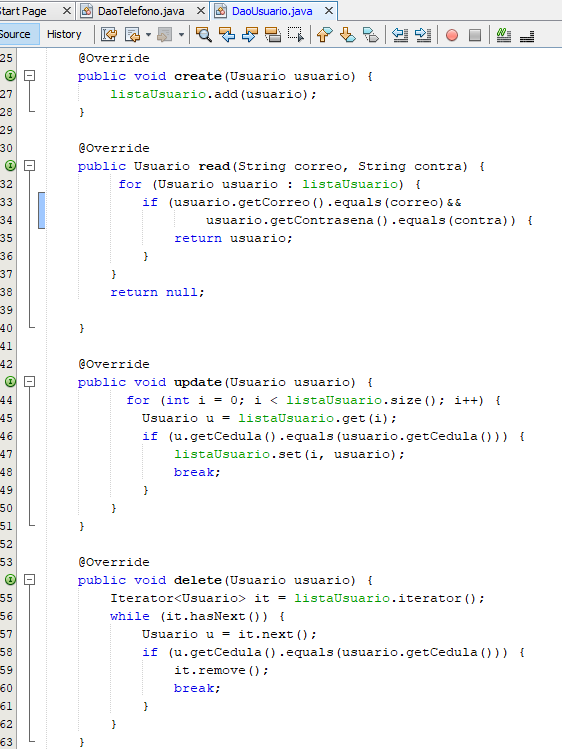 Start Page DaoTelefono.java DaoUsuario.java
Source History
25 @Override
public void create(Usuario usuario) {
27 listaUsuario.add(usuario);
28 }
29
30 @Override
public Usuario read(String correo, String contra) {
32 for (Usuario usuario : listaUsuario) {
33 if (usuario.getCorreo().equals(correo)&&
34 usuario.getContrasena().equals(contra)) {
35 return usuario;
36 }
37 }
38 return null;
39
40 }
41
42 @Override
public void update(Usuario usuario) {
44 for (int i = 0; i < listaUsuario.size(); i++) {
45 Usuario u = listaUsuario.get(i);
46 if (u.getCedula().equals(usuario.getCedula())) {
47 listaUsuario.set(i, usuario);
48 break;
49 }
50 }
51 }
52
53 @Override
public void delete(Usuario usuario) {
55 Iterator<Usuario> it = listaUsuario.iterator();
56 while (it.hasNext()) {
57 Usuario u = it.next();
58 if (u.getCedula().equals(usuario.getCedula())) {
59 it.remove();
60 break;
61 }
62 }
63 }